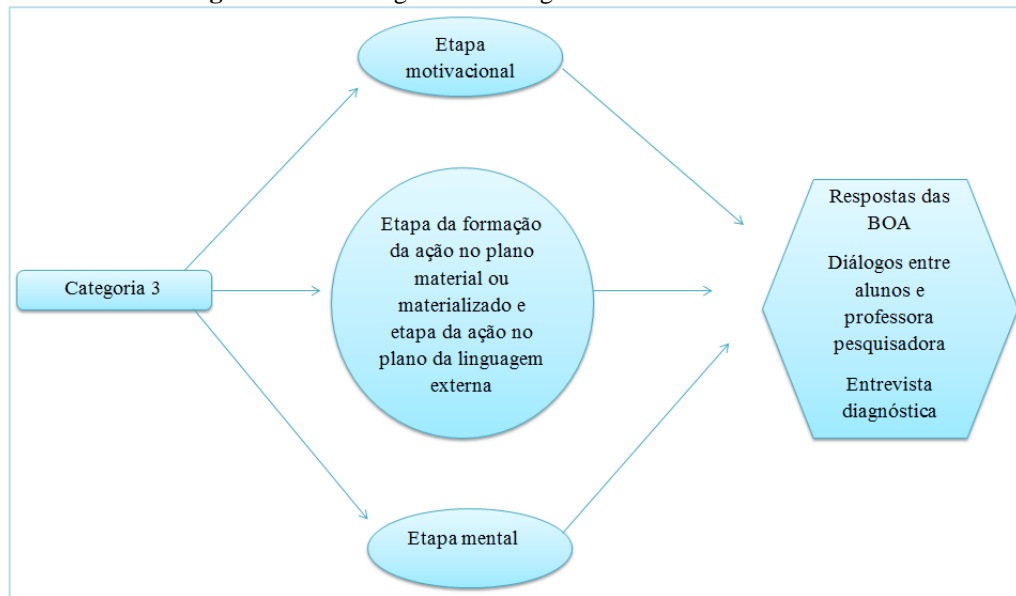 Etapa
motivacional
Etapa da formação
da ação no plano
material ou
materializado e
etapa da ação no
plano da linguagem
externa
Categoria 3
Respostas das
BOA
Diálogos entre
alunos e
professora
pesquisadora
Entrevista
diagnóstica
Etapa mental